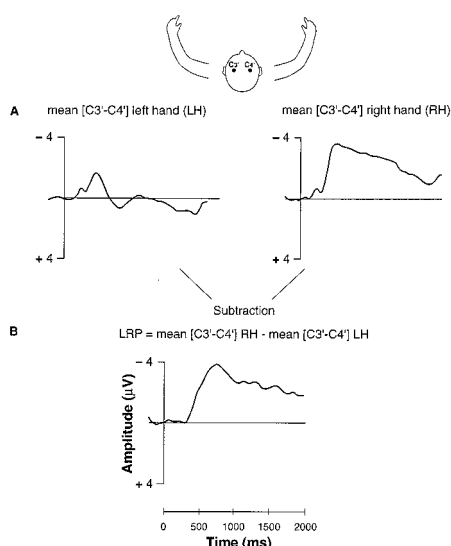 C3' C4'
A mean [C3'-C4'] left hand (LH) mean [C3'-C4'] right hand (RH)
− 4 − 4
+ 4 + 4
Subtraction
B LRP = mean [C3'-C4'] RH - mean [C3'-C4'] LH
− 4
Amplitude (µV)
+ 4
0 500 1000 1500 2000
Time (ms)